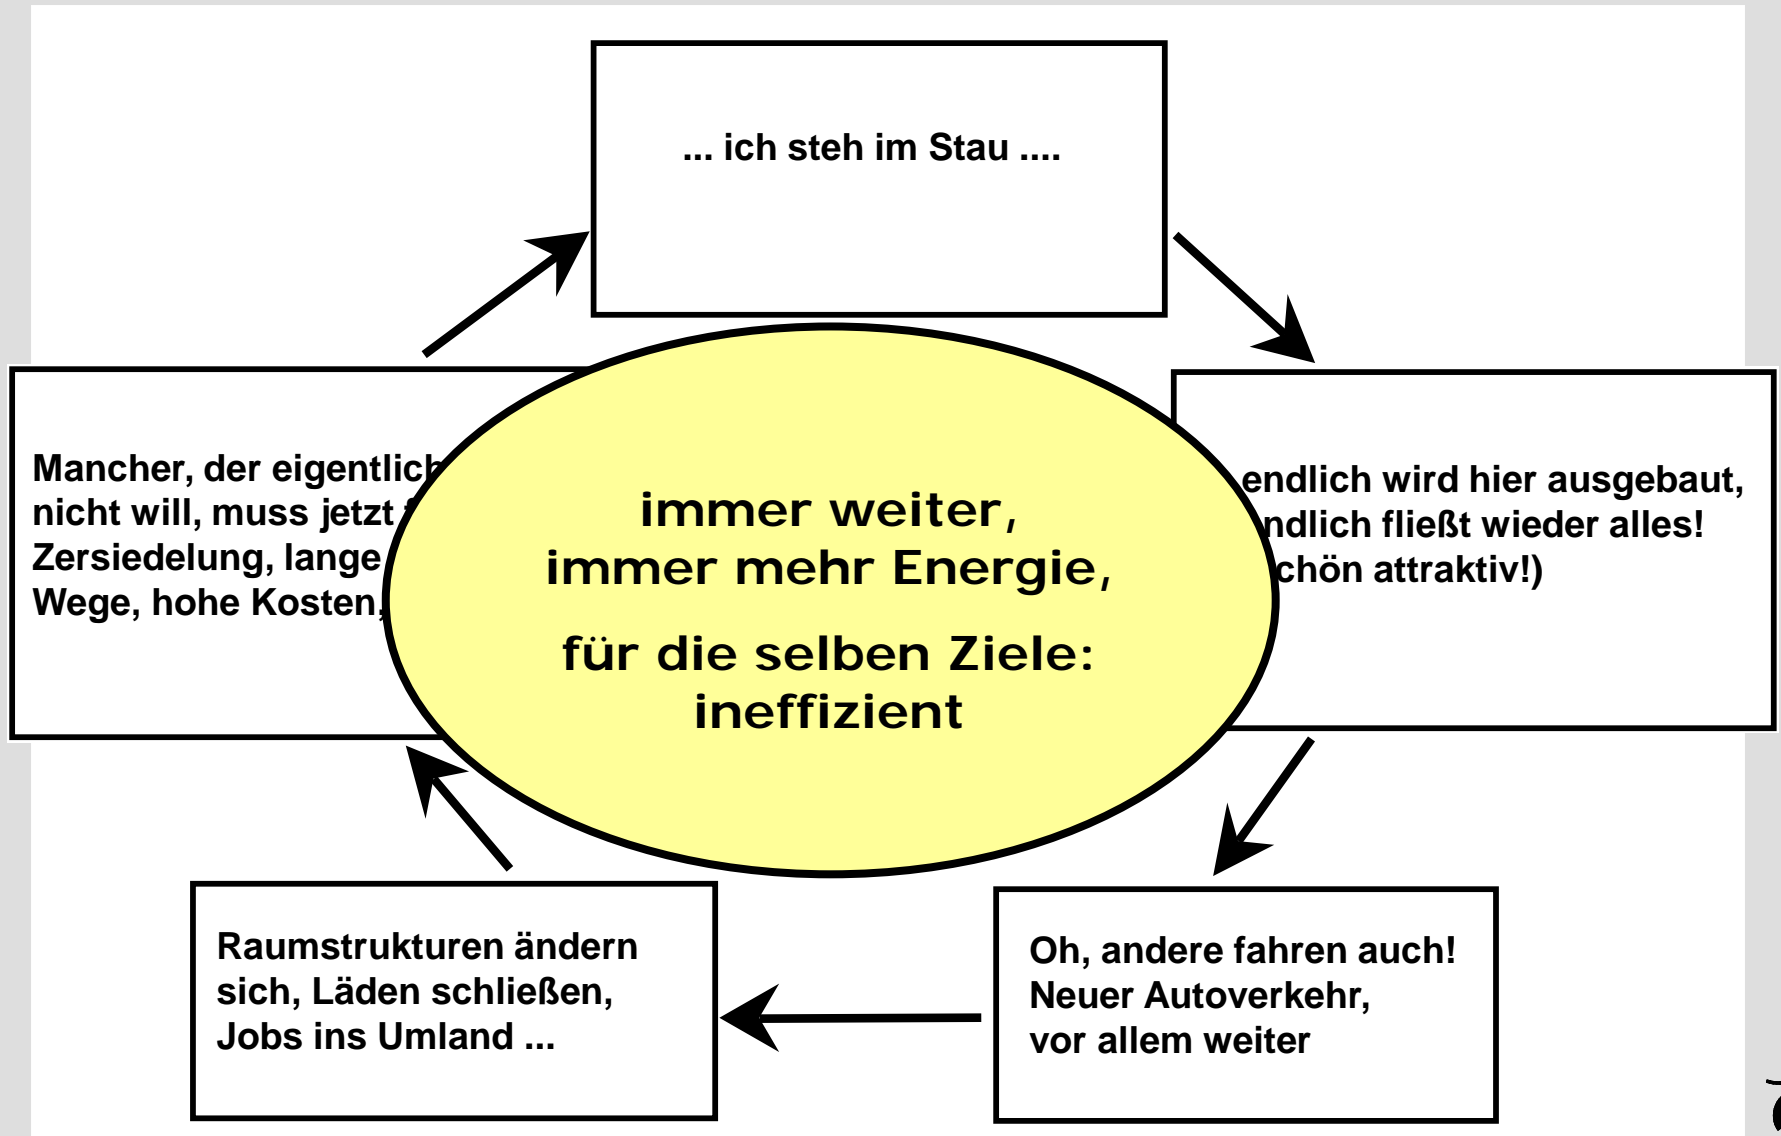 ... ich steh im Stau ....
endlich wird hier ausgebaut,
fließt wieder alles!
attraktiv!)
Oh, andere fahren auch!
Neuer Autoverkehr,
vor allem weiter
Raumstrukturen ändern
sich, Läden schließen,
Jobs ins Umland ...
Mancher, der eigentlich
nicht will, muss jetzt
Zersiedelung, lange
Wege, hohe Kosten,
immer weiter,
immer mehr Energie,
für die selben Ziele:
ineffizient